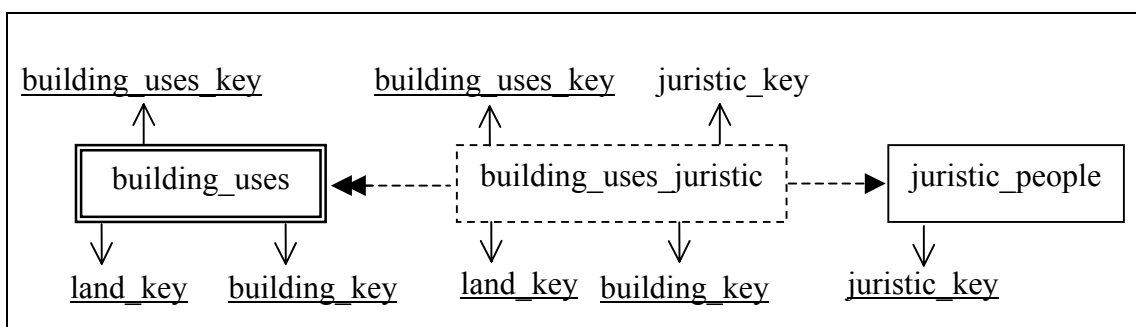 building_uses_key building_uses_key juristic_key
building_uses building_uses_juristic juristic_people
land_key building_key land_key building_key juristic_key